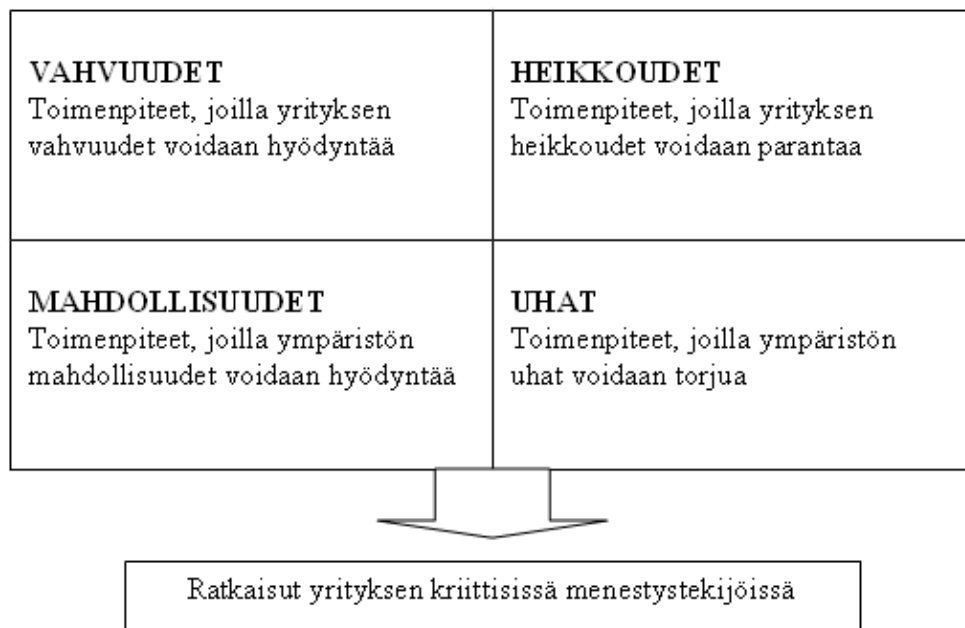 VAHVUUDET
Toimenpiteet, joilla yrityksen
vahvuudet voidaan hyödyntää
HEIKKOUDET
Toimenpiteet, joilla yrityksen
heikkoudet voidaan parantaa
MAHDOLLISUUDET
Toimenpiteet, joilla ympäristön
mahdollisuudet voidaan hyödyntää
UHAT
Toimenpiteet, joilla ympäristön
uhat voidaan torjua
Ratkaisut yrityksen kriittisissä menestystekijöissä